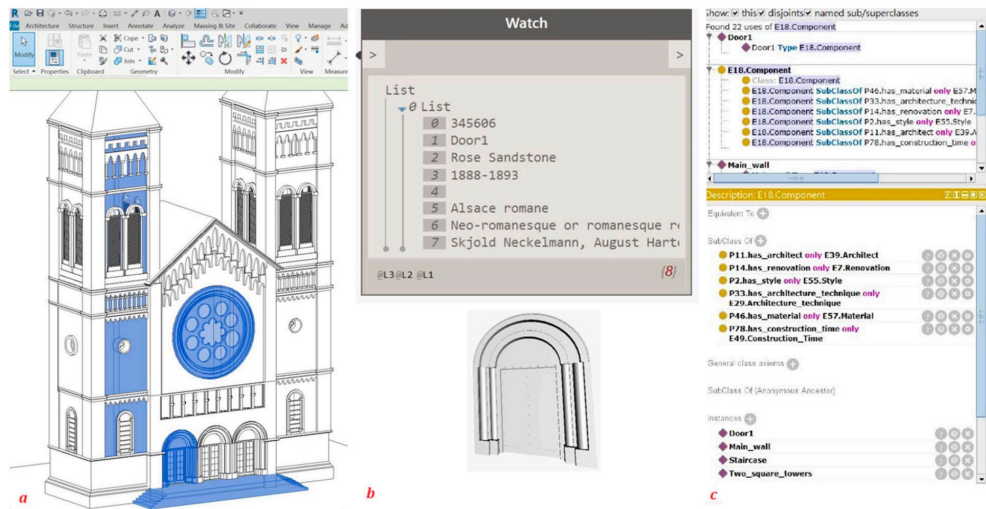 Architecture Structure Insert Annotate Analyze Massing & Site Collaborate View Manage Ad
Modify
Paste
Cope
Cut
Join
Select Properties Clipboard Geometry Modify View Measure
a
Watch
>
>
List
0 List
0 345606
1 Door1
2 Rose Sandstone
3 1888-1893
4
5 Alsace romane
6 Neo-romanesque or romanesque re
7 Skjold Neckelmann, August Hart
@L3 @L2 @L1
(8)
b
how: this disjoints named sub/superclasses
Found 22 uses of E18.Component
Door1
Door1 Type E18.Component
E18.Component
Class: E18.Component
E18.Component SubClassOf P46.has_material only E57.M
E18.Component SubClassOf P33.has_architecture_techni
E18.Component SubClassOf P14.has_renovation only E7.
E18.Component SubClassOf P2.has_style only E55.Style
E18.Component SubClassOf P11.has_architect only E39.A
E18.Component SubClassOf P78.has_construction_time o
Main_wall
Description: E18.Component
Equivalent To
SubClass Of
P11.has_architect only E39.Architect
P14.has_renovation only E7.Renovation
P2.has_style only E55.Style
P33.has_architecture_technique only
E29.Architecture_technique
P46.has_material only E57.Material
P78.has_construction_time only
E49.Construction_Time
General class axioms
SubClass Of (Anonymous Ancestor)
Instances
Door1
Main_wall
Staircase
Two_square_towers
c